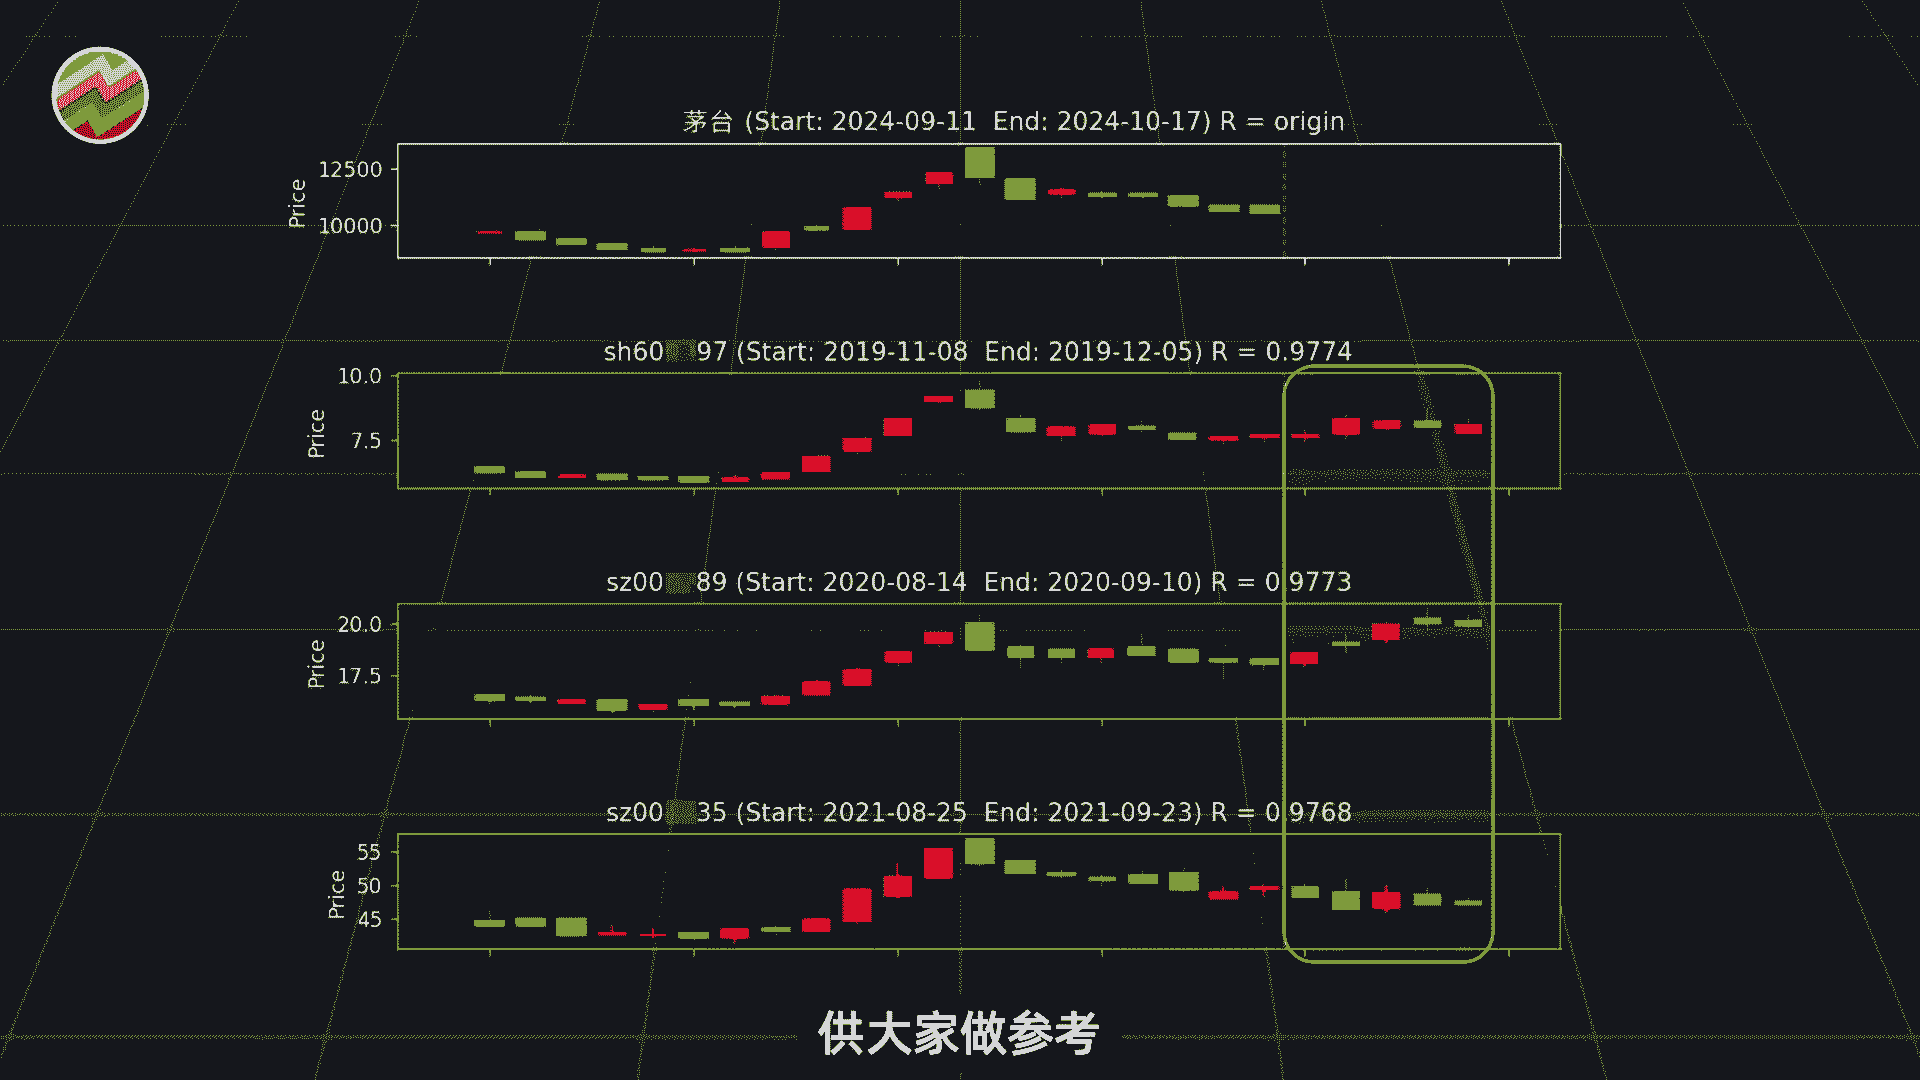 茅台 (Start: 2024-09-11 End: 2024-10-17) R = origin
12500
10000
Price
sh60 97 (Start: 2019-11-08 End: 2019-12-05) R = 0.9774
10.0
7.5
Price
sz00 89 (Start: 2020-08-14 End: 2020-09-10) R = 0.9773
20.0
17.5
Price
sz00 35 (Start: 2021-08-25 End: 2021-09-23) R = 0.9768
55
50
45
Price
供大家做参考